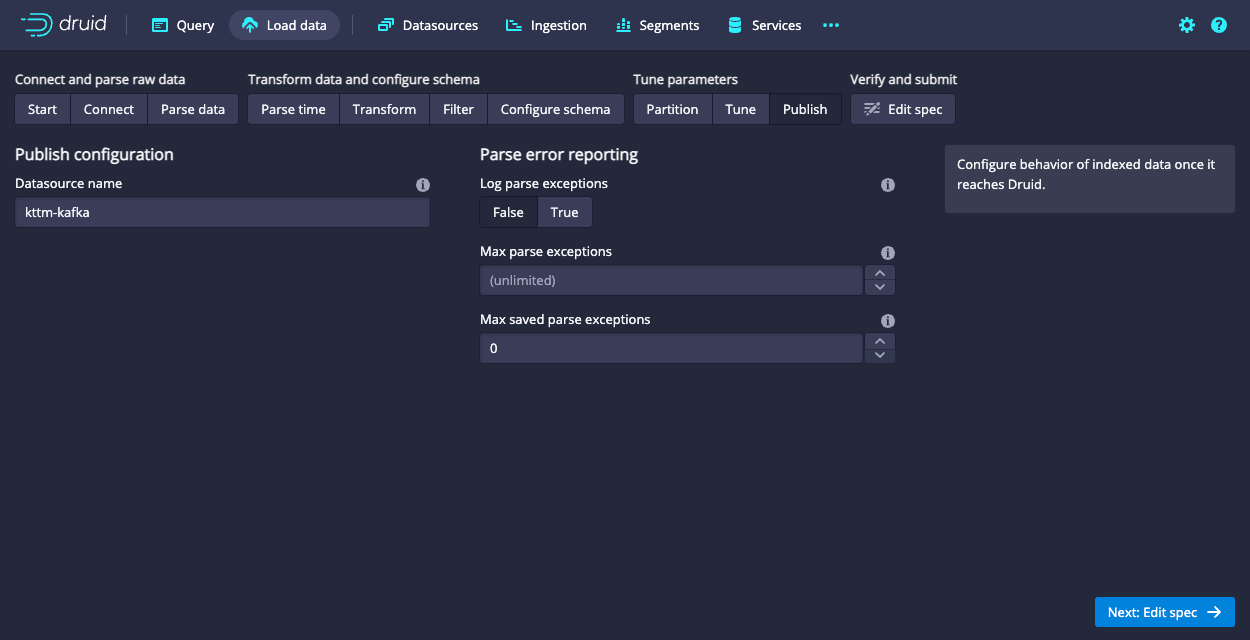 druid Query Load data Datasources Ingestion Segments Services
Connect and parse raw data Transform data and configure schema Tune parameters Verify and submit
Start Connect Parse data Parse time Transform Filter Configure schema Partition Tune Publish Edit spec
Publish configuration
Datasource name
kttm-kafka
Parse error reporting
Log parse exceptions
False True
Max parse exceptions
(unlimited)
Max saved parse exceptions
0
Configure behavior of indexed data once it
reaches Druid.
Next: Edit spec